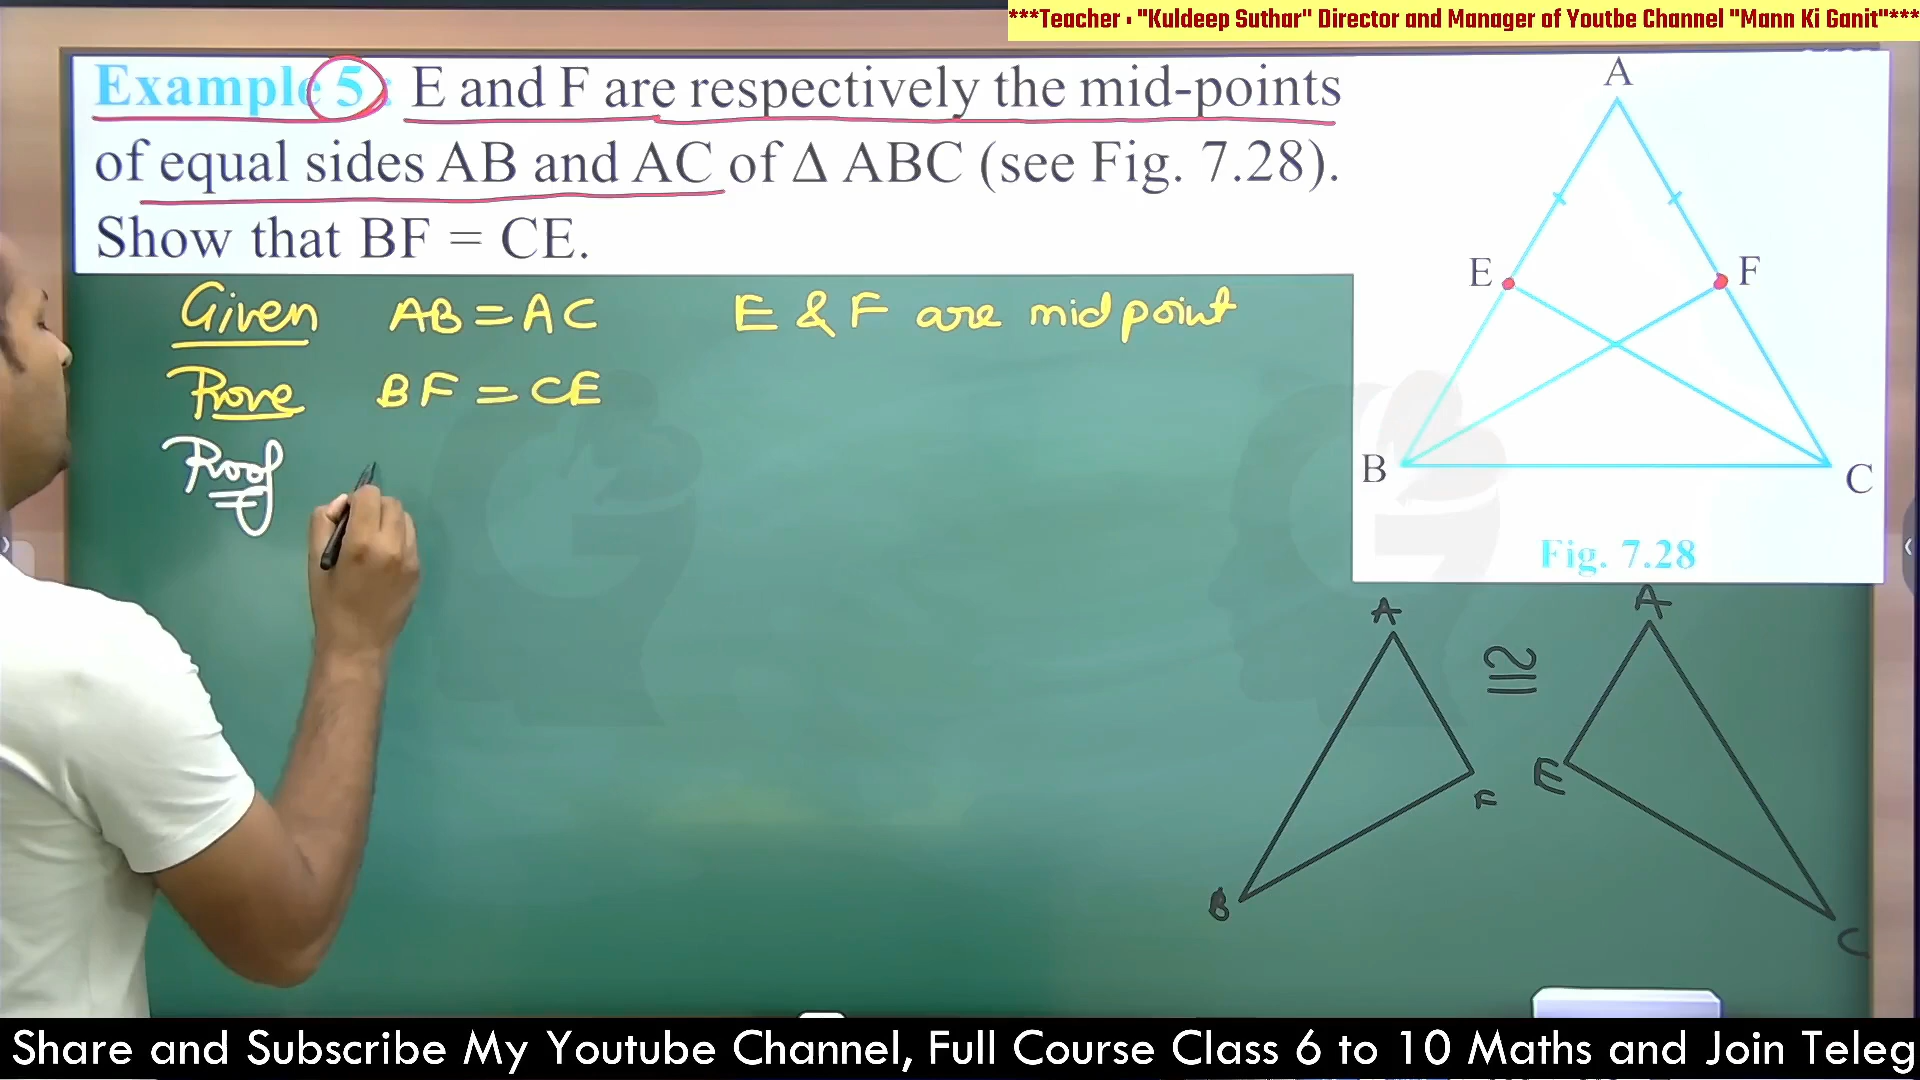 ***Teacher : "Kuldeep Suthar" Director and Manager of Youtbe Channel "Mann Ki Ganit"***
Example 5 : E and F are respectively the mid-points
of equal sides AB and AC of Δ ABC (see Fig. 7.28).
Show that BF = CE.
A
E
F
B
C
Fig. 7.28
Given AB = AC E & F are midpoint
Prove BF = CE
Proof
A
F
B
≅
A
E
C
Share and Subscribe My Youtube Channel, Full Course Class 6 to 10 Maths and Join Teleg